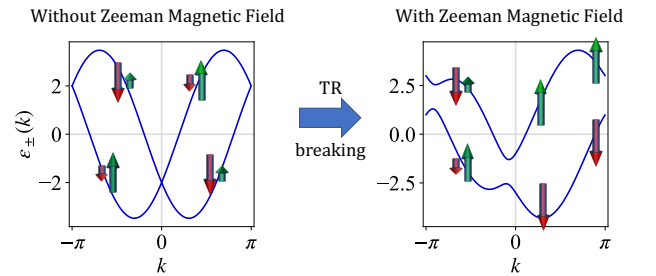 Without Zeeman Magnetic Field
With Zeeman Magnetic Field
ε±(k)
2
0
−2
−π
0
π
k
TR
breaking
2.5
0.0
−2.5
−π
0
π
k